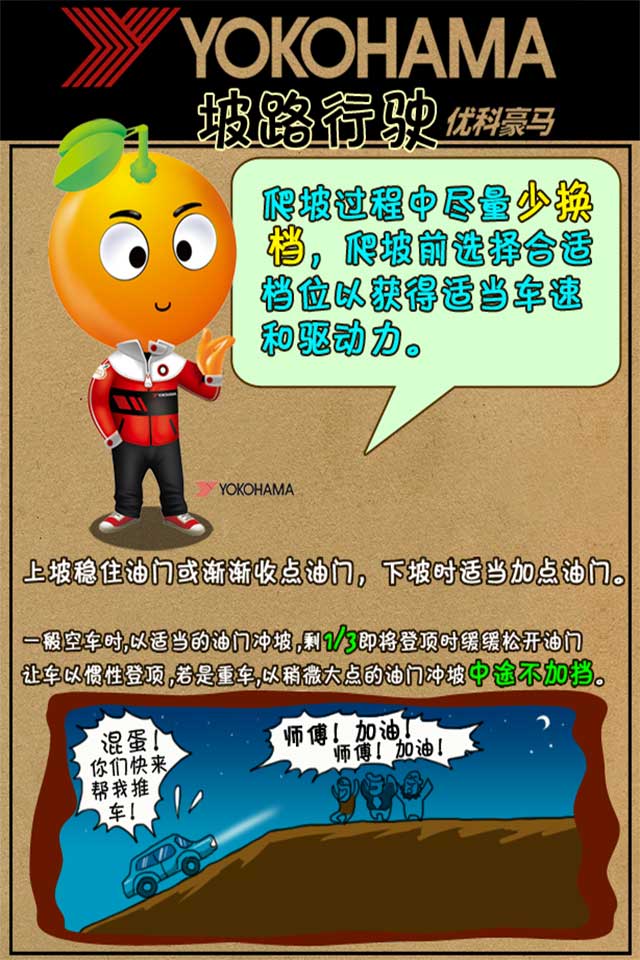 YOKOHAMA
坡路行驶 优科豪马
爬坡过程中尽量少换
档，爬坡前选择合适
档位以获得适当车速
和驱动力。
YOKOHAMA
YOKOHAMA
上坡稳住油门或渐渐收点油门，下坡时适当加点油门。
一般空车时,以适当的油门冲坡,剩1/3即将登顶时缓缓松开油门
让车以惯性登顶,若是重车,以稍微大点的油门冲坡中途不加挡。
混蛋！
你们快来
帮我推
车！
师傅！加油！
师傅！加油！